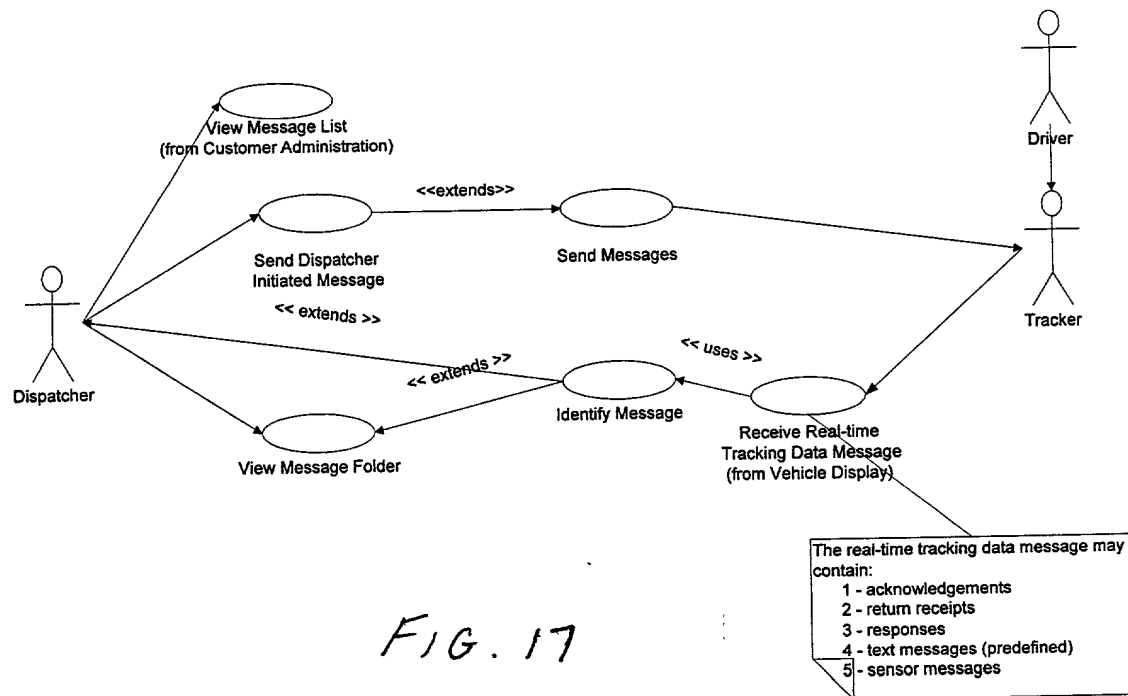 View Message List
(from Customer Administration)
Driver
<<extends>>
Send Dispatcher
Initiated Message
Send Messages
Tracker
<< extends >>
<< uses >>
<< extends >>
Dispatcher
Identify Message
Receive Real-time
Tracking Data Message
(from Vehicle Display)
View Message Folder
The real-time tracking data message may
contain:
1 - acknowledgements
2 - return receipts
3 - responses
4 - text messages (predefined)
5 - sensor messages
FIG. 17